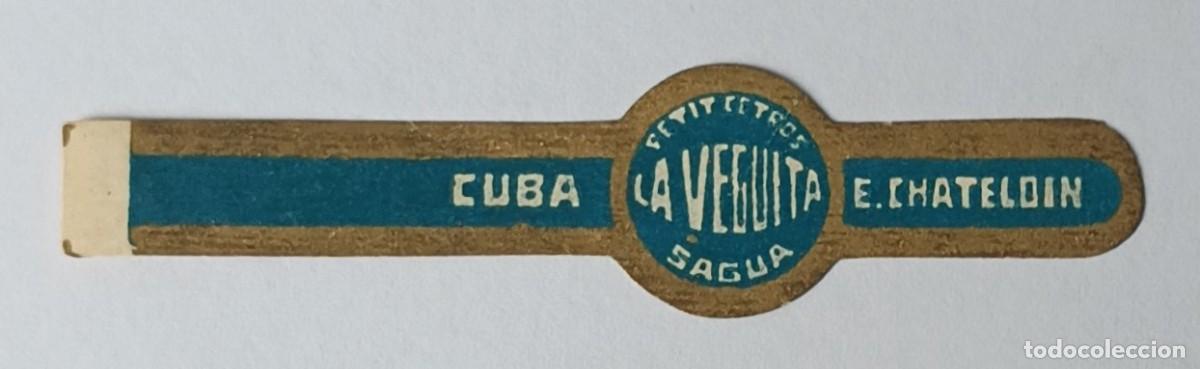 PETIT CETROS
CUBA LA VEGUITA E. CHATELOIN
SAGUA
todocoleccion